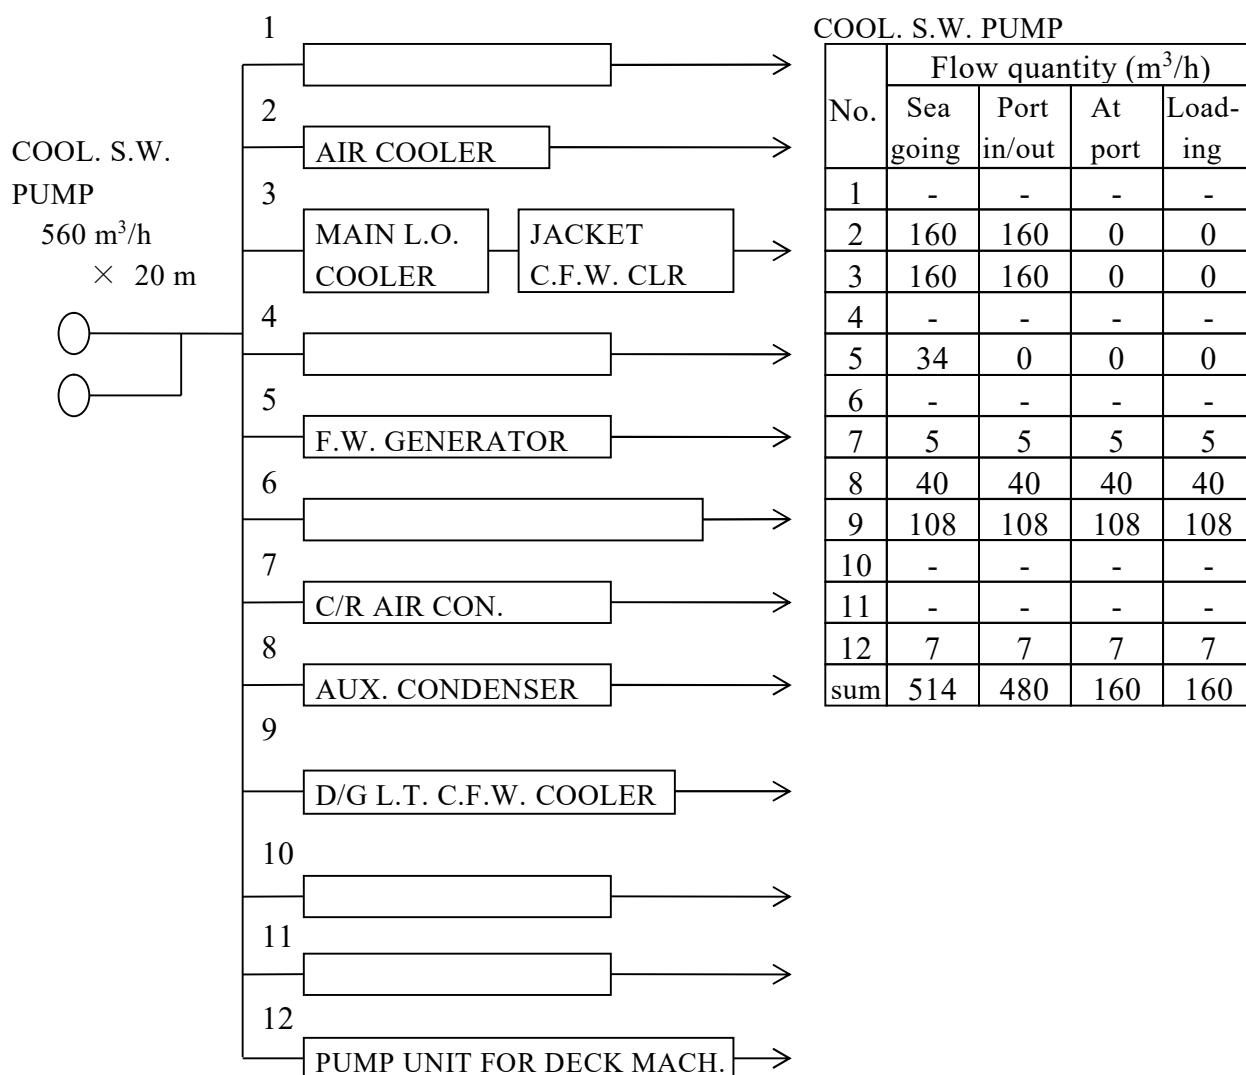 COOL. S.W.
PUMP
560 m³/h
× 20 m
1
2
AIR COOLER
3
MAIN L.O.
COOLER
JACKET
C.F.W. CLR
4
5
F.W. GENERATOR
6
7
C/R AIR CON.
8
AUX. CONDENSER
9
D/G L.T. C.F.W. COOLER
10
11
12
PUMP UNIT FOR DECK MACH.
COOL. S.W. PUMP
Flow quantity (m³/h)
No. Sea going Port in/out At port Load-ing
1 - - - -
2 160 160 0 0
3 160 160 0 0
4 - - - -
5 34 0 0 0
6 - - - -
7 5 5 5 5
8 40 40 40 40
9 108 108 108 108
10 - - - -
11 - - - -
12 7 7 7 7
sum 514 480 160 160